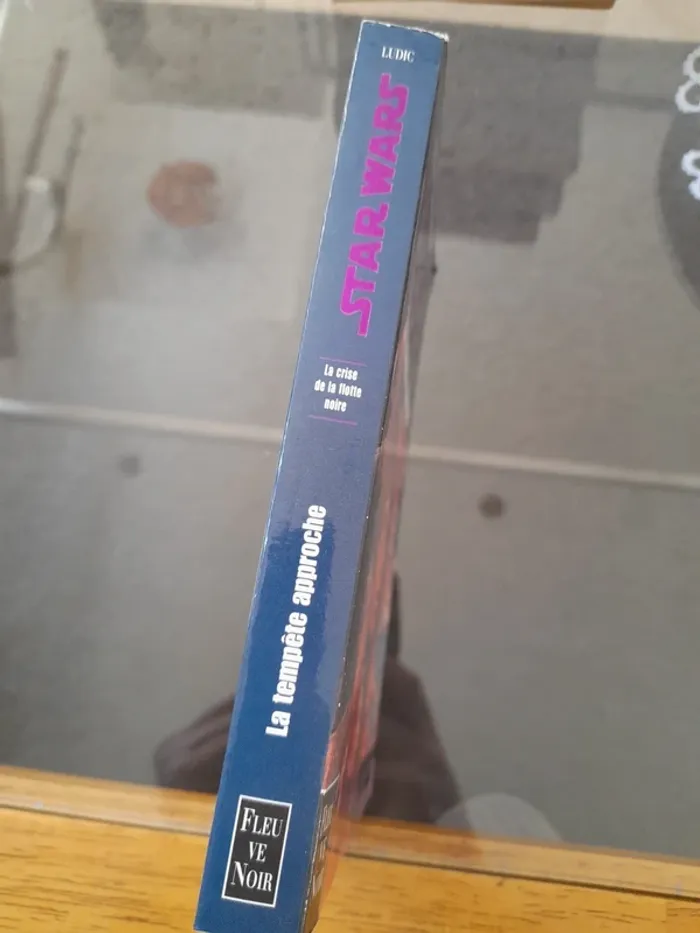 LUDIC
STAR WARS
La crise
de la flotte
noire
La tempête approche
FLEU
VE
NOIR